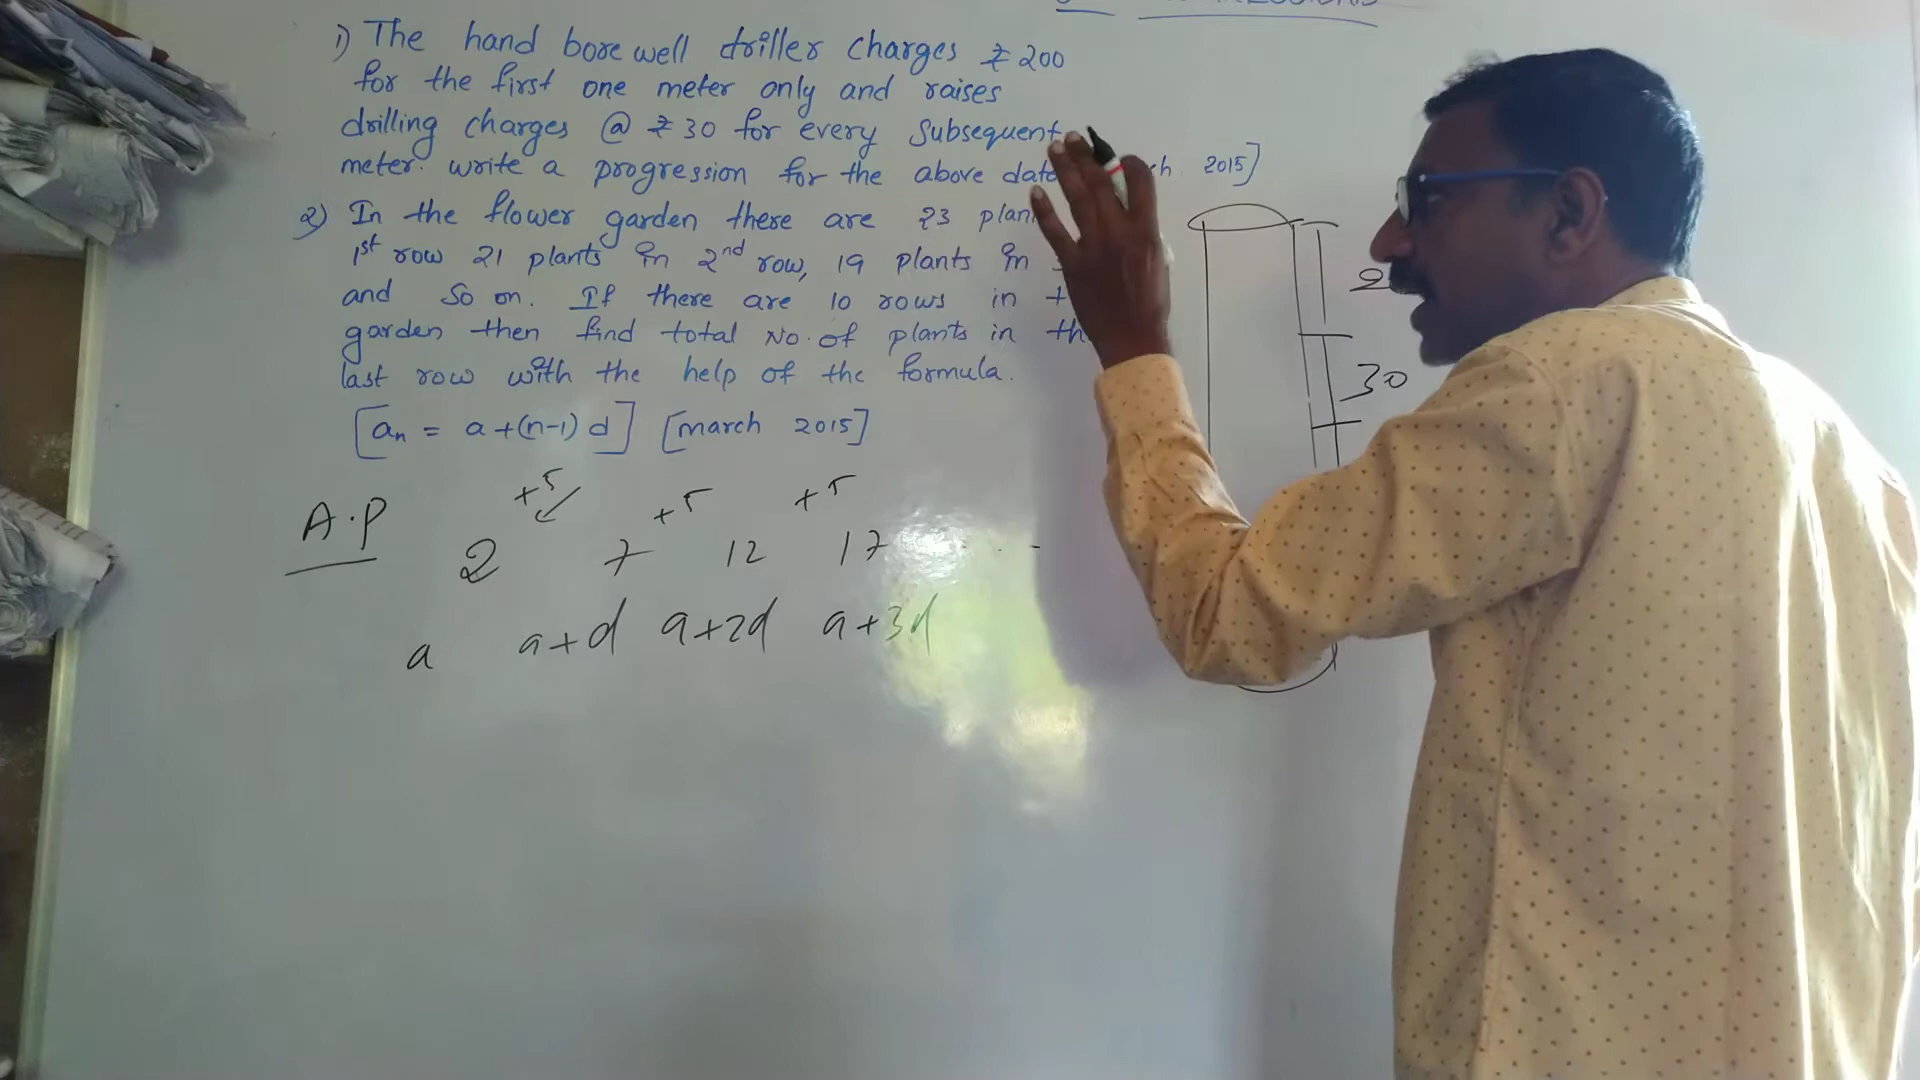 1) The hand bore well driller charges ₹ 200
for the first one meter only and raises
drilling charges @ ₹ 30 for every subsequent
meter. write a progression for the above 2015]
2) In the flower garden there are 23
1st row 21 plants in 2nd row, 19 plants in
and so on. If there are 10 rows in
garden then find total No. of plants in
last row with the help of the formula.
[an = a+(n-1) d] [march 2015]
A.P
+5 +5 +5
2 7 12 17 ...
a a+d a+2d a+3d
30